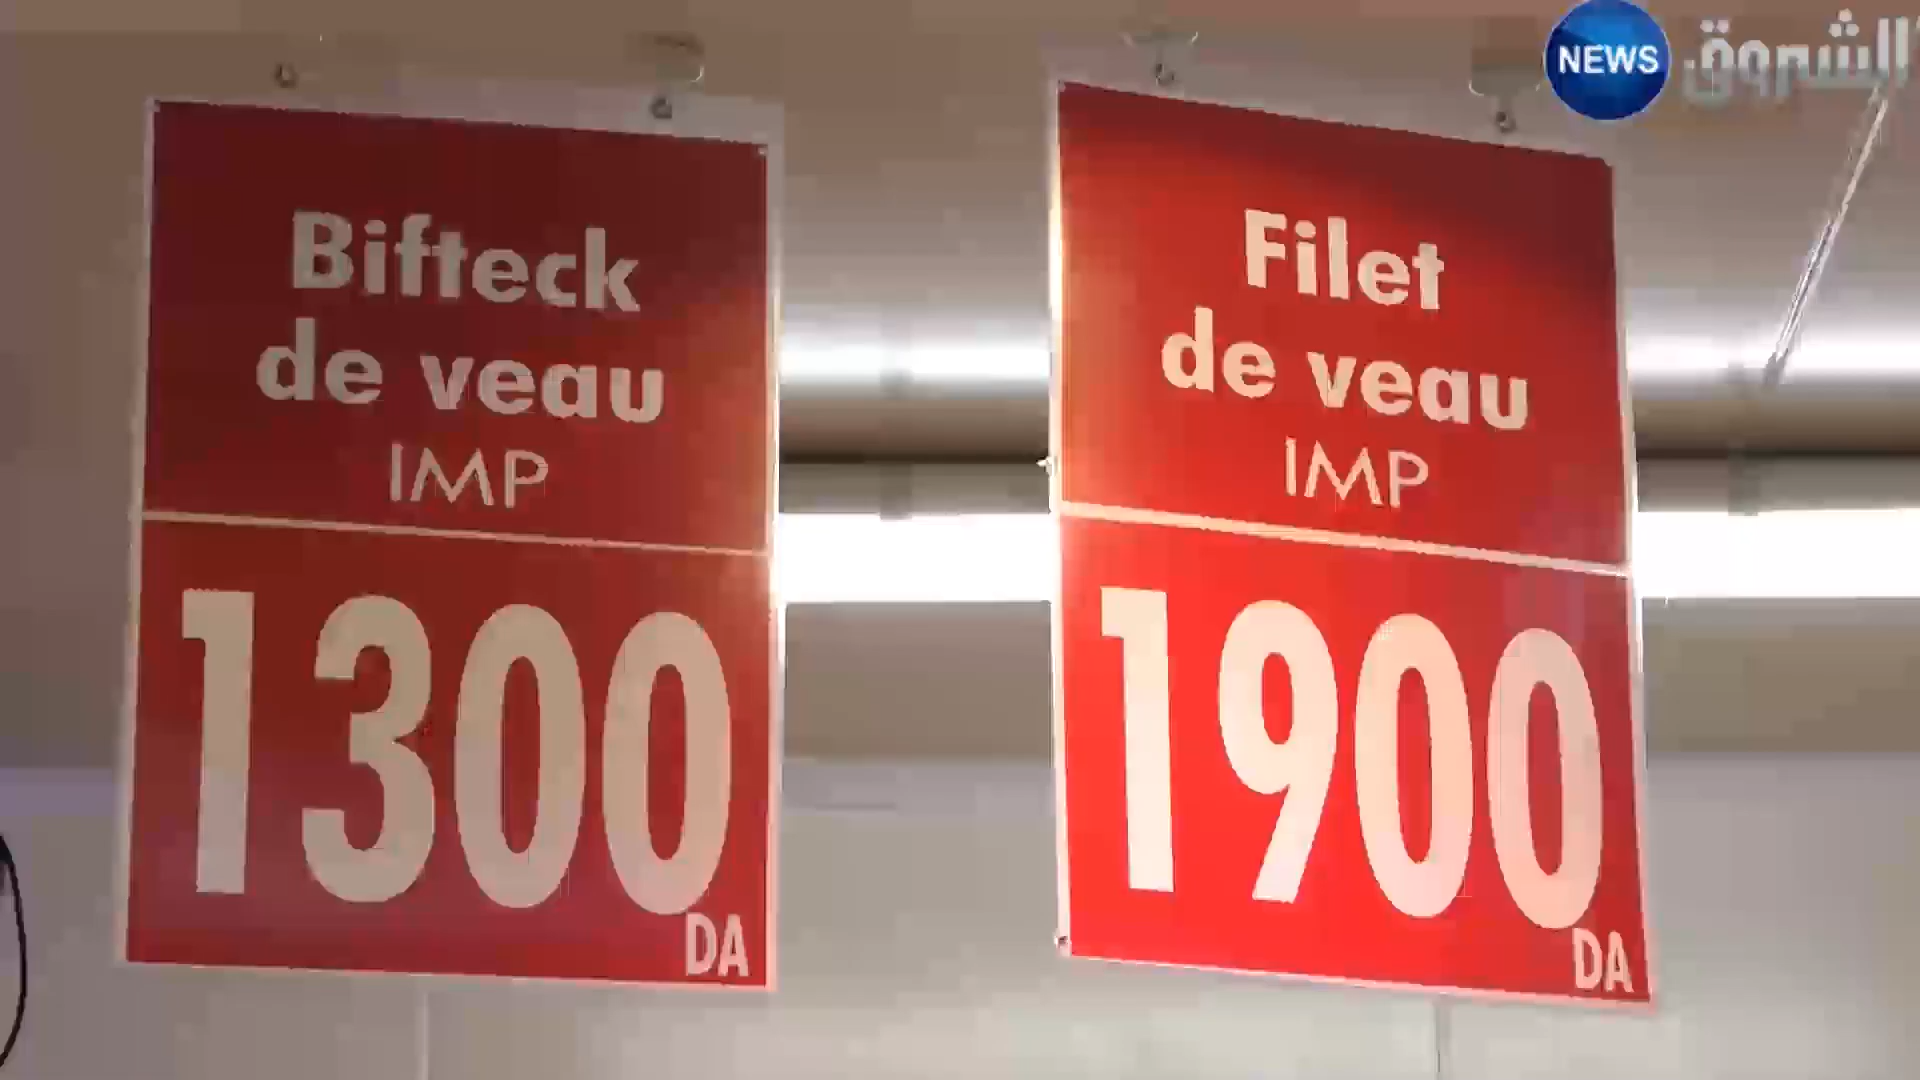 NEWS الشروق
Bifteck
de veau
IMP
1300
DA
Filet
de veau
IMP
1900
DA